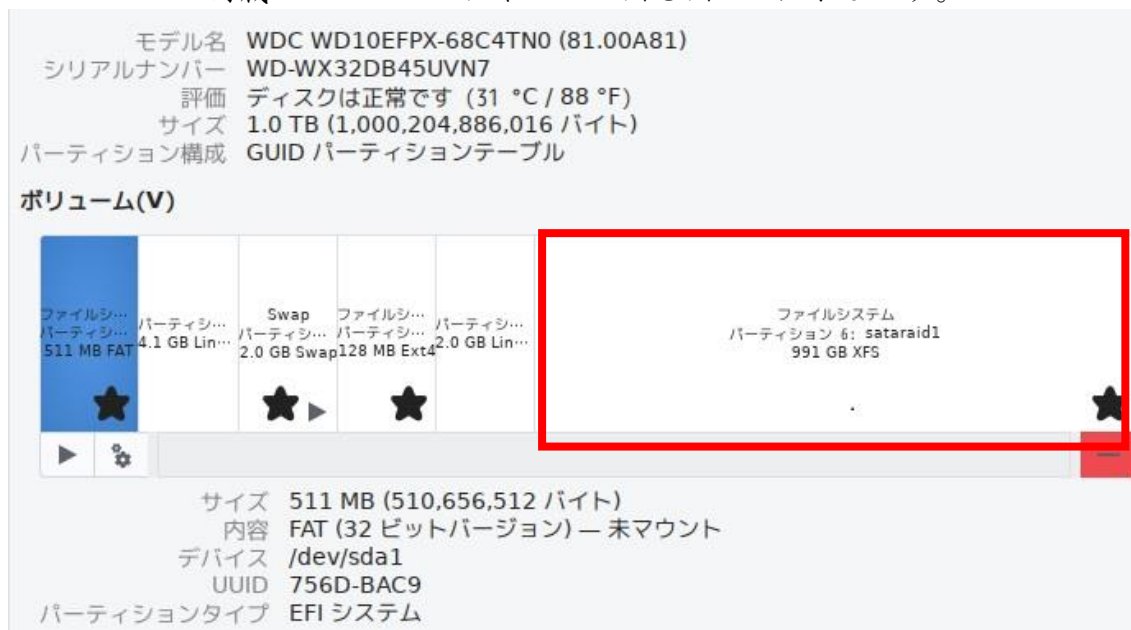 モデル名 WDC WD10EFPX-68C4TN0 (81.00A81)
シリアルナンバー WD-WX32DB45UVN7
評価 ディスクは正常です (31 °C / 88 °F)
サイズ 1.0 TB (1,000,204,886,016 バイト)
パーティション構成 GUID パーティションテーブル
ボリューム(V)
ファイルシ…
パーティシ…
511 MB FAT
パーティシ…
4.1 GB Lin…
Swap
パーティシ…
2.0 GB Swap
ファイルシ…
パーティシ…
128 MB Ext4
パーティシ…
2.0 GB Lin…
ファイルシステム
パーティション 6: sataraid1
991 GB XFS
サイズ 511 MB (510,656,512 バイト)
内容 FAT (32 ビットバージョン) — 未マウント
デバイス /dev/sda1
UUID 756D-BAC9
パーティションタイプ EFI システム